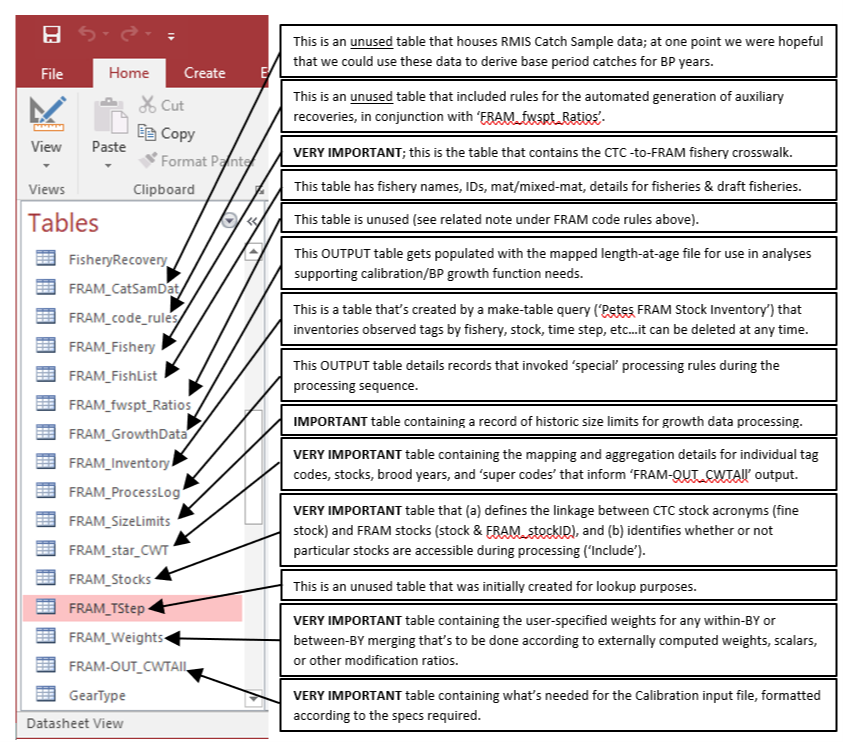 File
Home
Create
E
View
Paste
Cut
Copy
Format Painter
Views
Clipboard
Tables
FisheryRecovery
FRAM_CatSamDat
FRAM_code_rules
FRAM_Fishery
FRAM_FishList
FRAM_fwspt_Ratios
FRAM_GrowthData
FRAM_Inventory
FRAM_ProcessLog
FRAM_SizeLimits
FRAM_star_CWT
FRAM_Stocks
FRAM_TStep
FRAM_Weights
FRAM-OUT_CWTAll
GearType
Datasheet View
This is an unused table that houses RMIS Catch Sample data; at one point we were hopeful
that we could use these data to derive base period catches for BP years.
This is an unused table that included rules for the automated generation of auxiliary
recoveries, in conjunction with ‘FRAM_fwspt_Ratios’.
VERY IMPORTANT; this is the table that contains the CTC -to-FRAM fishery crosswalk.
This table has fishery names, IDs, mat/mixed-mat, details for fisheries & draft fisheries.
This table is unused (see related note under FRAM code rules above).
This OUTPUT table gets populated with the mapped length-at-age file for use in analyses
supporting calibration/BP growth function needs.
This is a table that’s created by a make-table query (‘Petes FRAM Stock Inventory’) that
inventories observed tags by fishery, stock, time step, etc…it can be deleted at any time.
This OUTPUT table details records that invoked ‘special’ processing rules during the
processing sequence.
IMPORTANT table containing a record of historic size limits for growth data processing.
VERY IMPORTANT table containing the mapping and aggregation details for individual tag
codes, stocks, brood years, and ‘super codes’ that inform ‘FRAM-OUT_CWTAll’ output.
VERY IMPORTANT table that (a) defines the linkage between CTC stock acronyms (fine
stock) and FRAM stocks (stock & FRAM_stockID), and (b) identifies whether or not
particular stocks are accessible during processing (‘Include’).
This is an unused table that was initially created for lookup purposes.
VERY IMPORTANT table containing the user-specified weights for any within-BY or
between-BY merging that’s to be done according to externally computed weights, scalars,
or other modification ratios.
VERY IMPORTANT table containing what’s needed for the Calibration input file, formatted
according to the specs required.